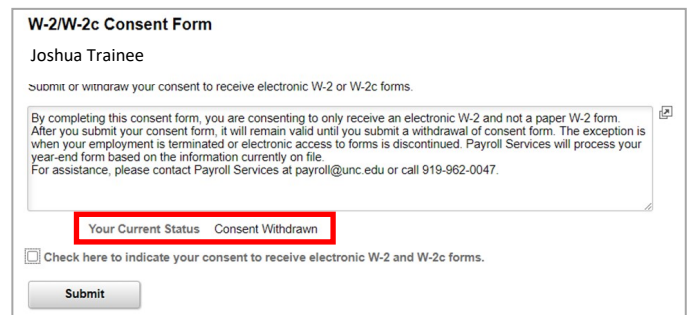 W-2/W-2c Consent Form
Joshua Trainee
Submit or withdraw your consent to receive electronic W-2 or W-2c forms.
By completing this consent form, you are consenting to only receive an electronic W-2 and not a paper W-2 form.
After you submit your consent form, it will remain valid until you submit a withdrawal of consent form. The exception is
when your employment is terminated or electronic access to forms is discontinued. Payroll Services will process your
year-end form based on the information currently on file.
For assistance, please contact Payroll Services at payroll@unc.edu or call 919-962-0047.
Your Current Status Consent Withdrawn
Check here to indicate your consent to receive electronic W-2 and W-2c forms.
Submit